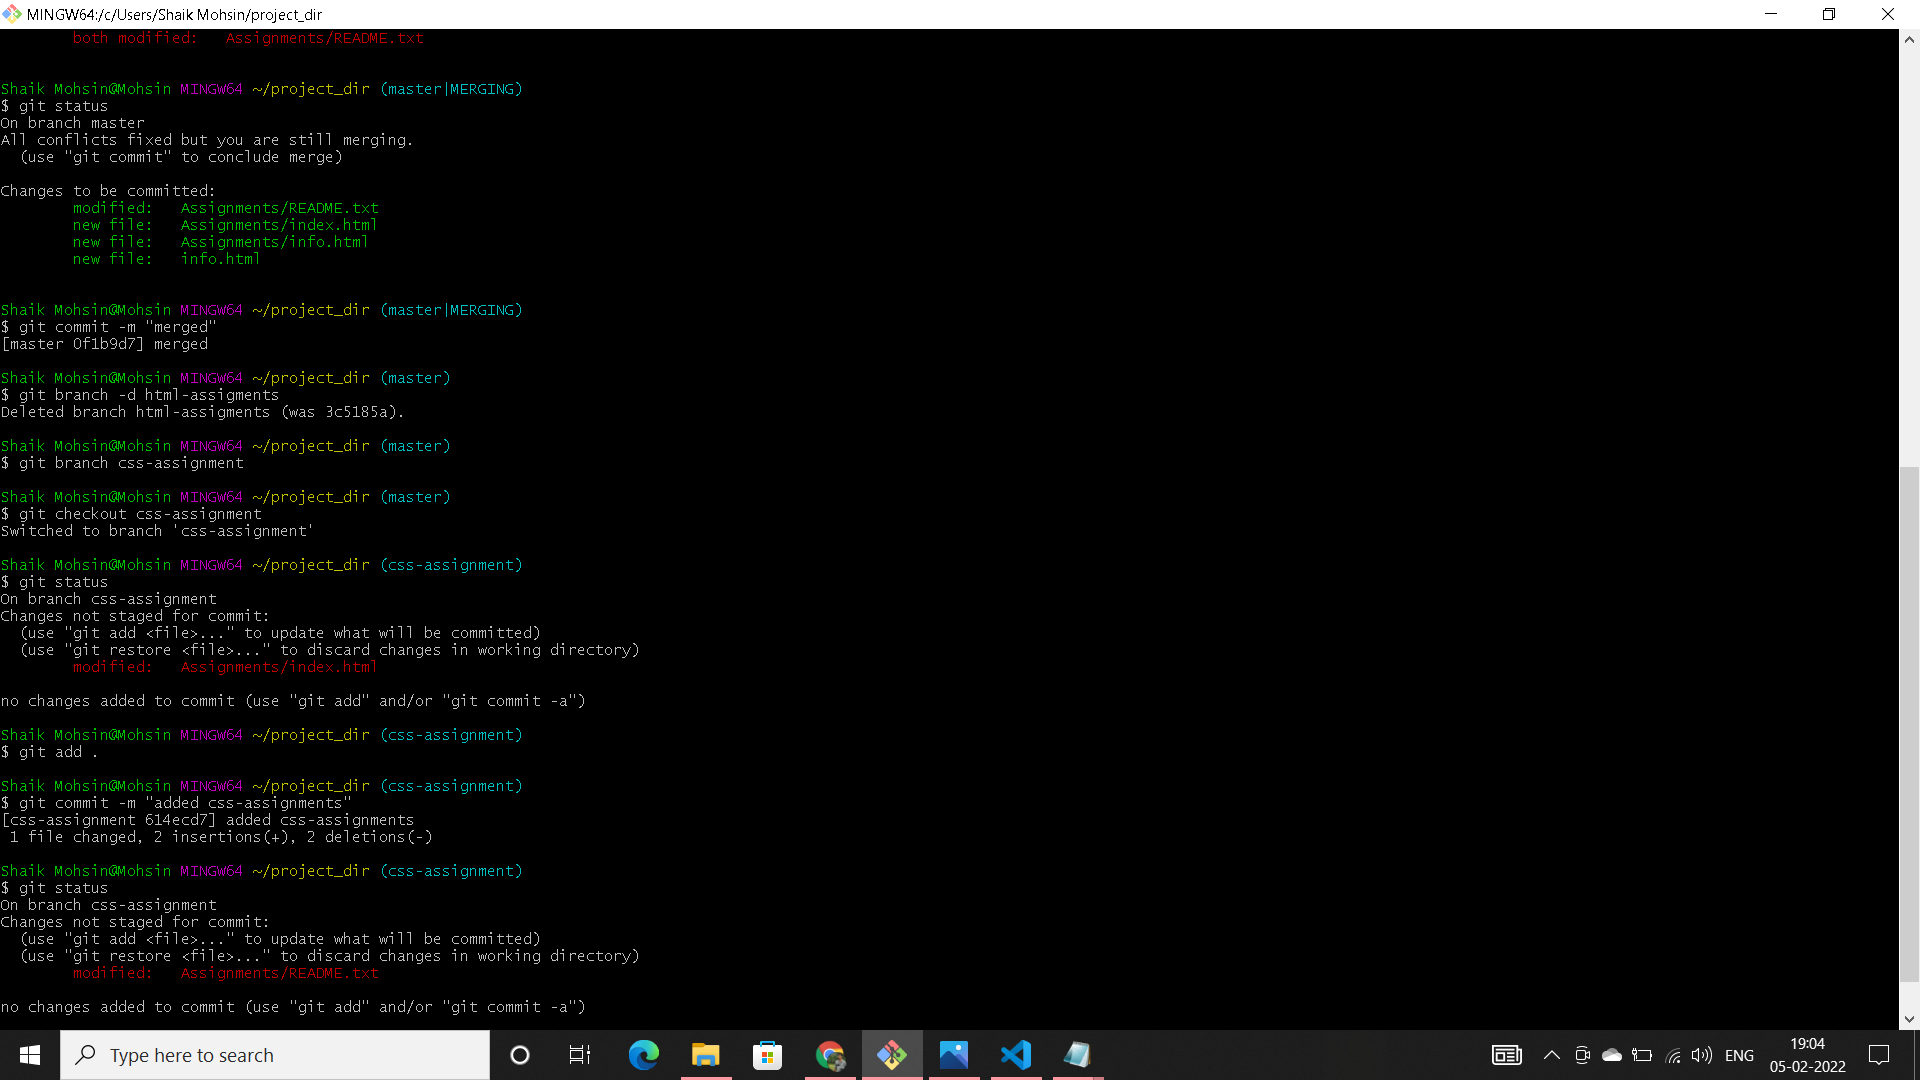 MINGW64:/c/Users/Shaik Mohsin/project_dir
both modified:   Assignments/README.txt
Shaik Mohsin@Mohsin MINGW64 ~/project_dir (master|MERGING)
$ git status
On branch master
All conflicts fixed but you are still merging.
  (use "git commit" to conclude merge)
Changes to be committed:
        modified:   Assignments/README.txt
        new file:   Assignments/index.html
        new file:   Assignments/info.html
        new file:   info.html
Shaik Mohsin@Mohsin MINGW64 ~/project_dir (master|MERGING)
$ git commit -m "merged"
[master 0f1b9d7] merged
Shaik Mohsin@Mohsin MINGW64 ~/project_dir (master)
$ git branch -d html-assigments
Deleted branch html-assigments (was 3c5185a).
Shaik Mohsin@Mohsin MINGW64 ~/project_dir (master)
$ git branch css-assignment
Shaik Mohsin@Mohsin MINGW64 ~/project_dir (master)
$ git checkout css-assignment
Switched to branch 'css-assignment'
Shaik Mohsin@Mohsin MINGW64 ~/project_dir (css-assignment)
$ git status
On branch css-assignment
Changes not staged for commit:
  (use "git add <file>..." to update what will be committed)
  (use "git restore <file>..." to discard changes in working directory)
        modified:   Assignments/index.html
no changes added to commit (use "git add" and/or "git commit -a")
Shaik Mohsin@Mohsin MINGW64 ~/project_dir (css-assignment)
$ git add .
Shaik Mohsin@Mohsin MINGW64 ~/project_dir (css-assignment)
$ git commit -m "added css-assignments"
[css-assignment 614ecd7] added css-assignments
 1 file changed, 2 insertions(+), 2 deletions(-)
Shaik Mohsin@Mohsin MINGW64 ~/project_dir (css-assignment)
$ git status
On branch css-assignment
Changes not staged for commit:
  (use "git add <file>..." to update what will be committed)
  (use "git restore <file>..." to discard changes in working directory)
        modified:   Assignments/README.txt
no changes added to commit (use "git add" and/or "git commit -a")
Type here to search
ENG
19:04
05-02-2022